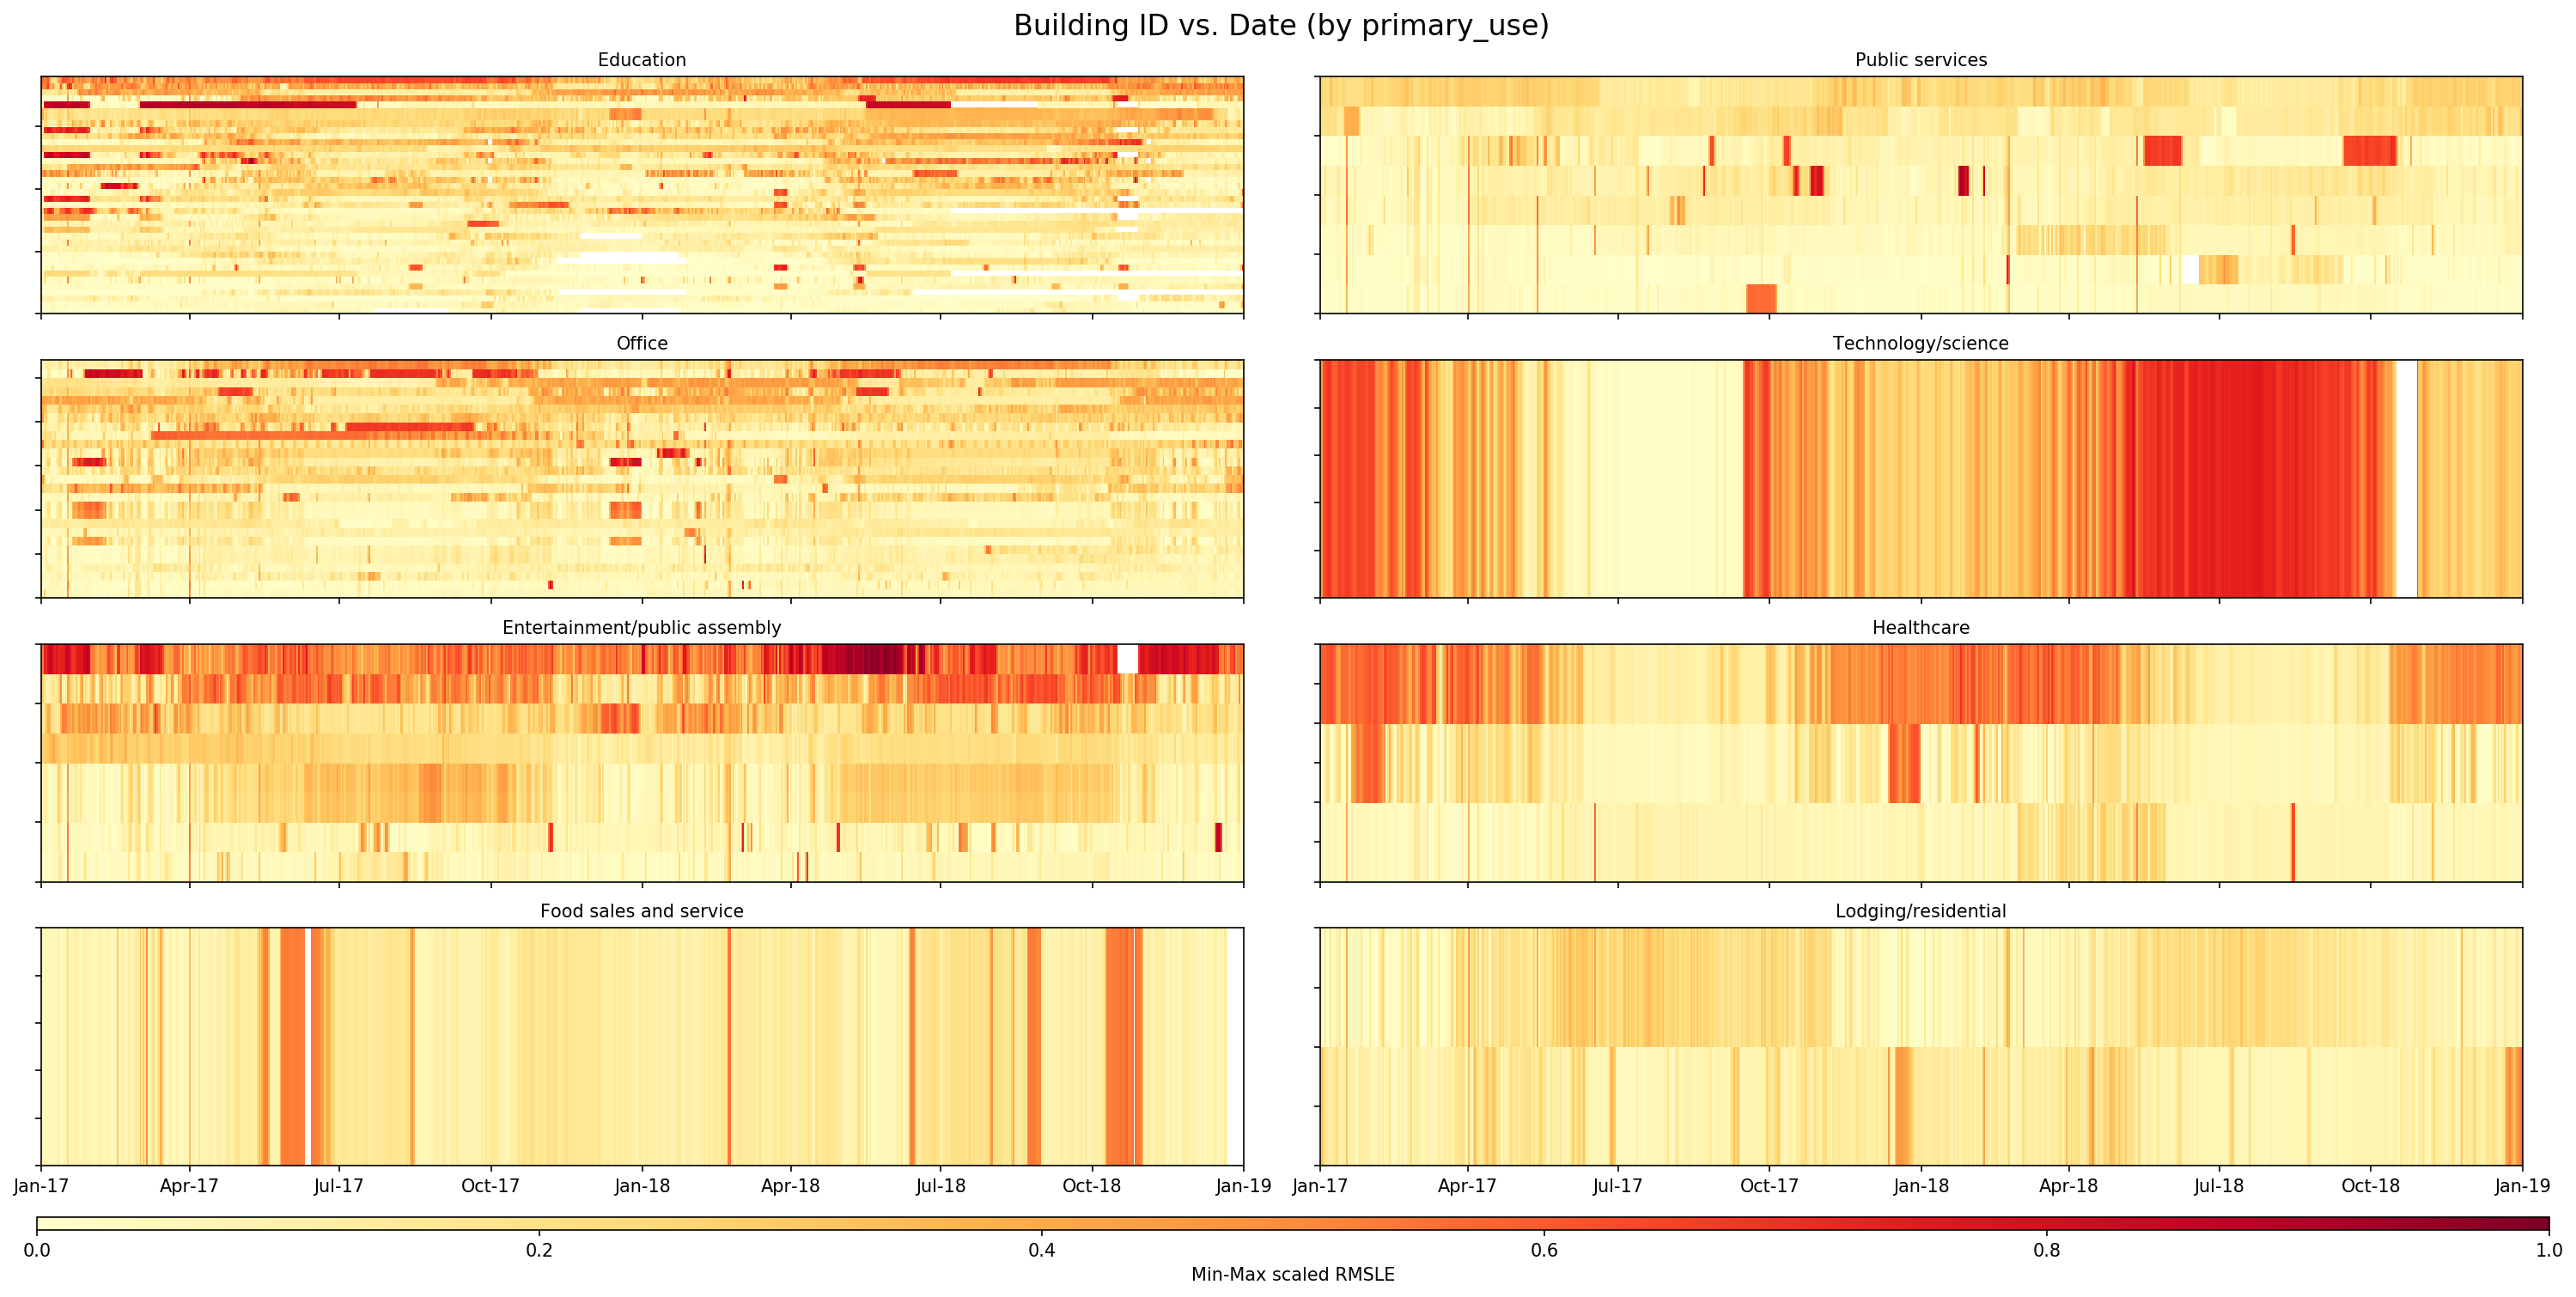 Building ID vs. Date (by primary_use)
Education
Public services
Office
Technology/science
Entertainment/public assembly
Healthcare
Food sales and service
Lodging/residential
Jan-17 Apr-17 Jul-17 Oct-17 Jan-18 Apr-18 Jul-18 Oct-18 Jan-19
Jan-17 Apr-17 Jul-17 Oct-17 Jan-18 Apr-18 Jul-18 Oct-18 Jan-19
0.0 0.2 0.4 0.6 0.8 1.0
Min-Max scaled RMSLE